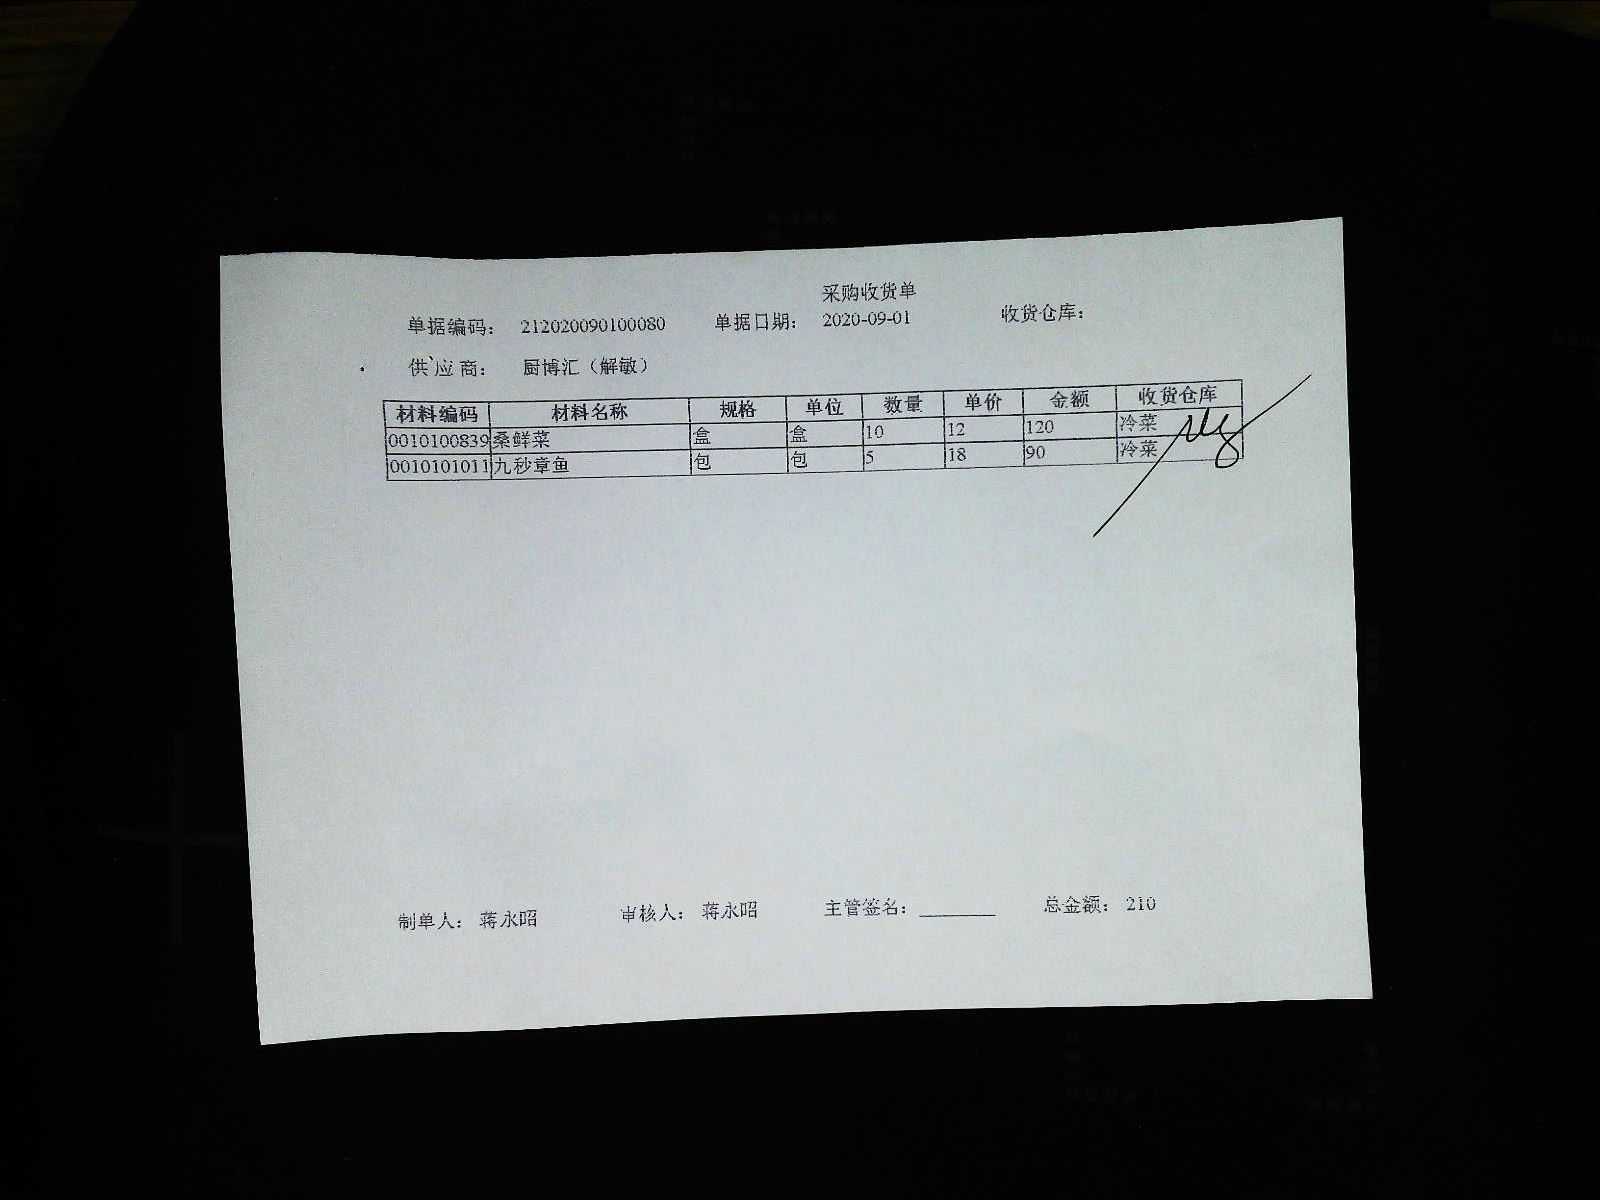 采购收货单
单据编码： 212020090100080 单据日期： 2020-09-01 收货仓库：
供应商： 厨博汇（解敏）
材料编码 材料名称 规格 单位 数量 单价 金额 收货仓库
0010100839 桑鲜菜 盒 盒 10 12 120 冷菜
0010101011 九秒章鱼 包 包 5 18 90 冷菜
制单人： 蒋永昭 审核人： 蒋永昭 主管签名： 总金额： 210